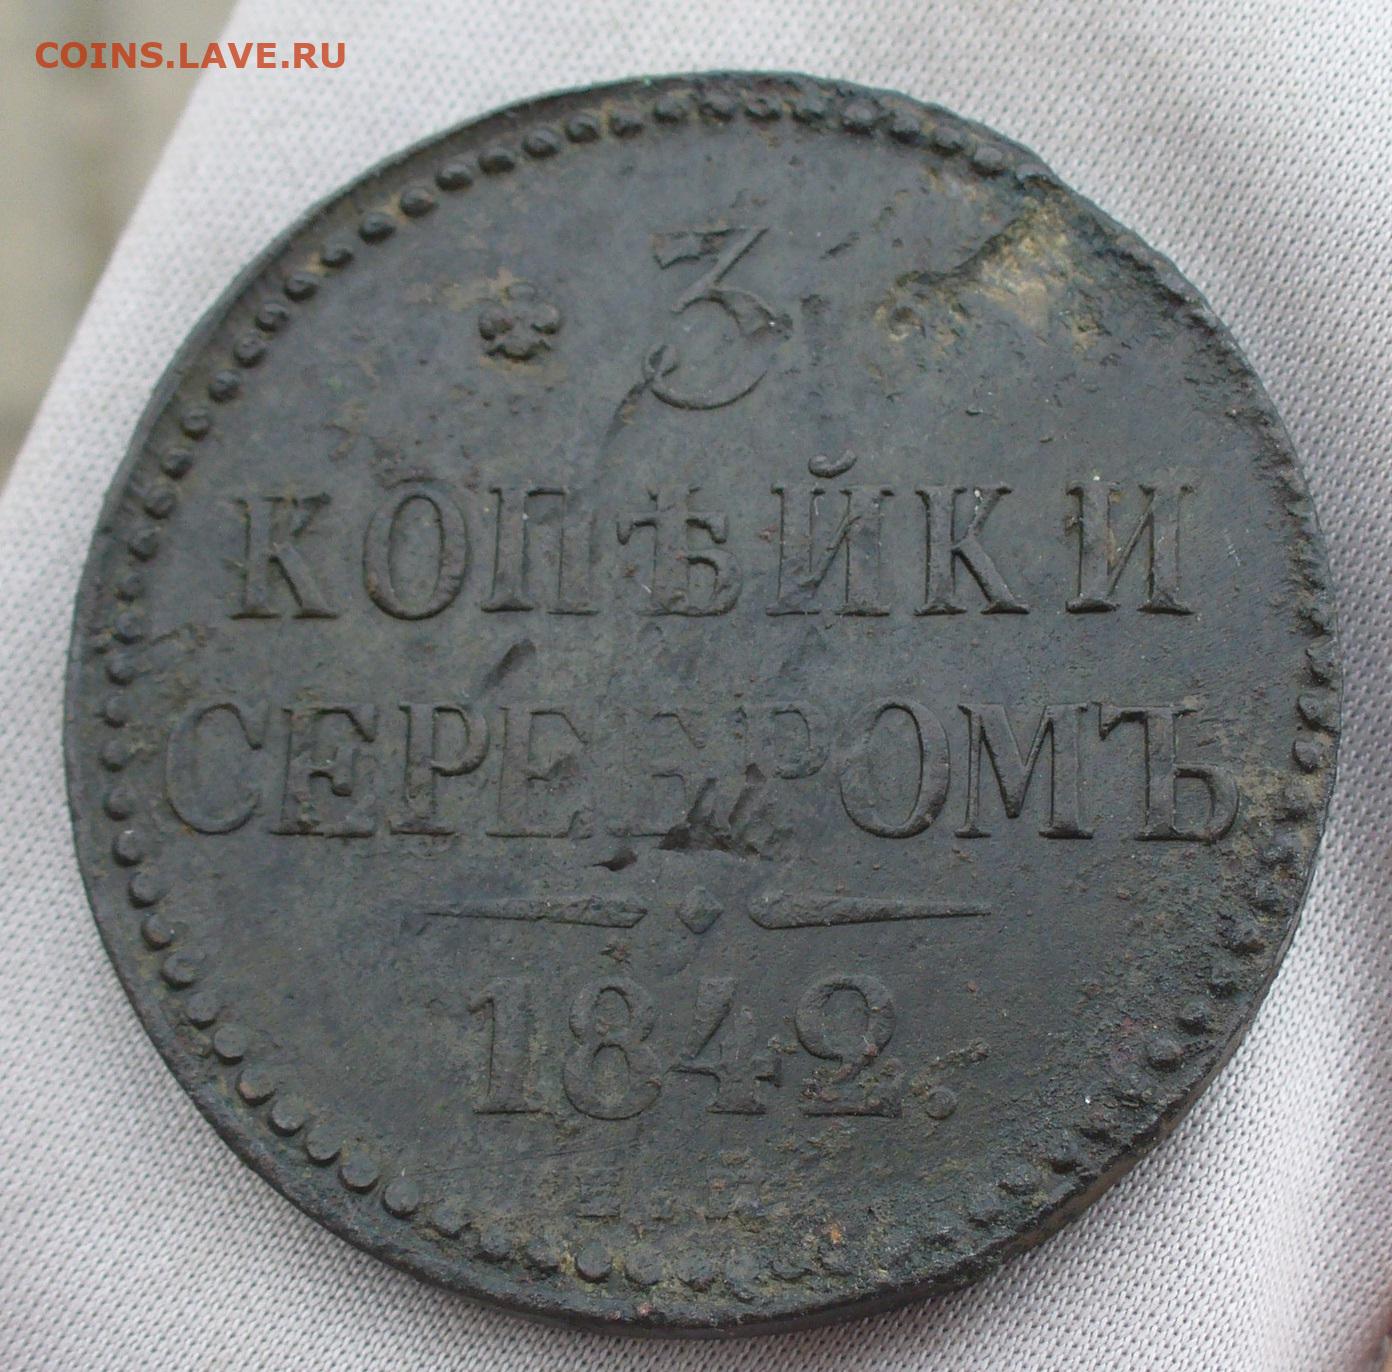 COINS.LAVE.RU
3
КОПѢЙКИ
СЕРЕБРОМЪ
1842.